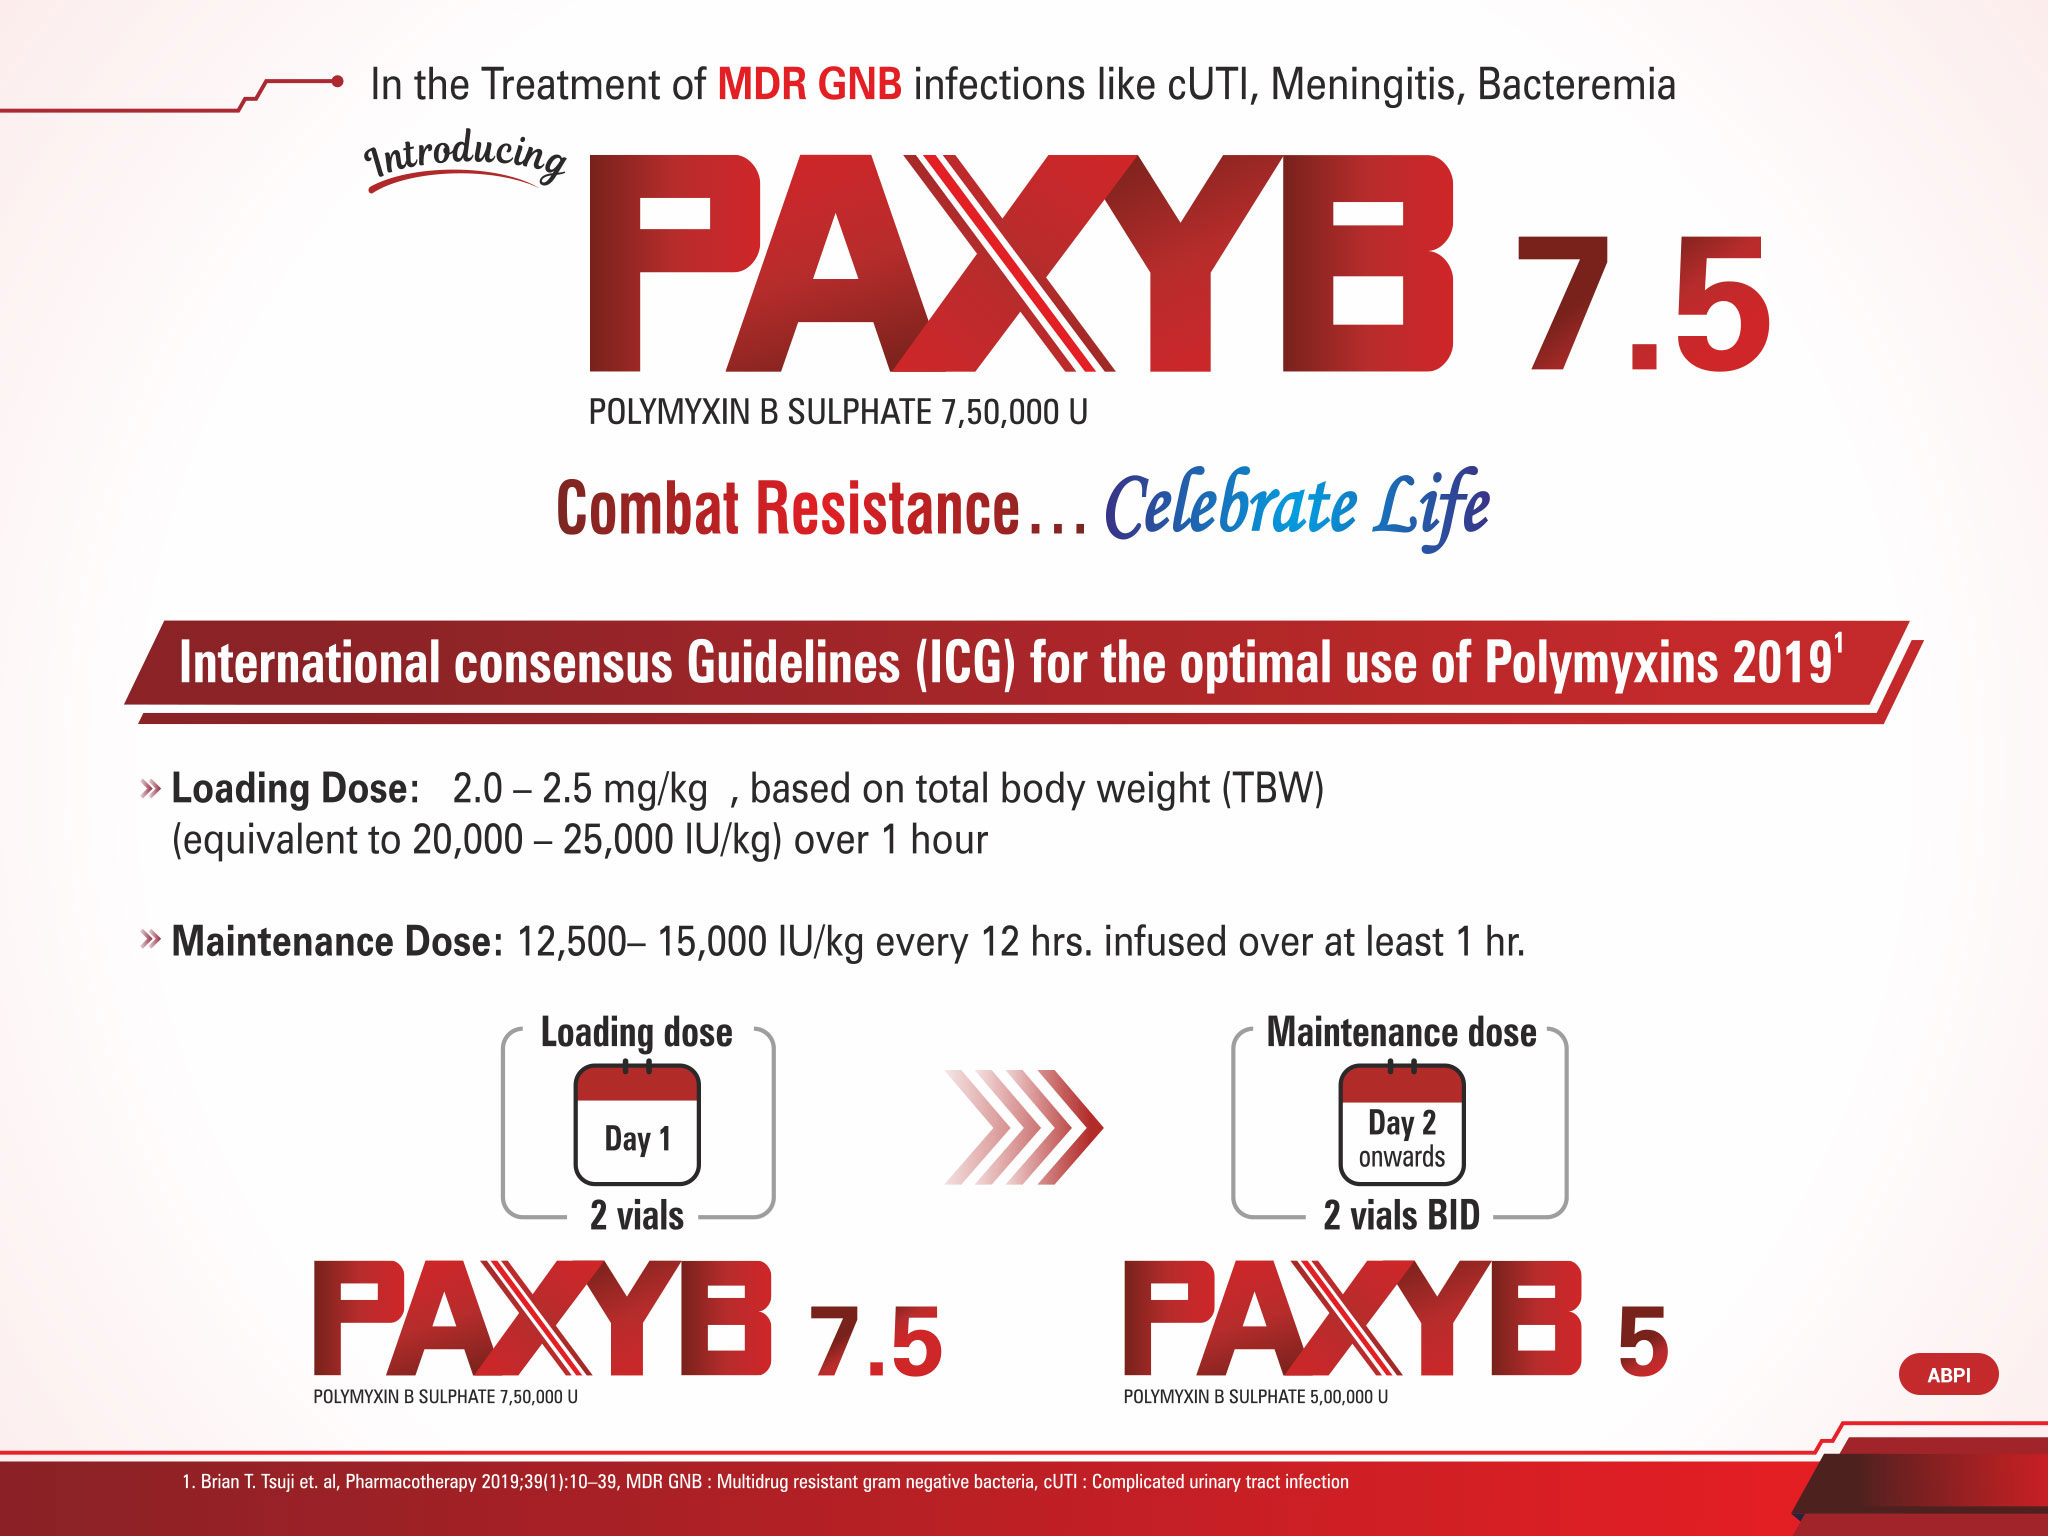 In the Treatment of MDR GNB infections like cUTI, Meningitis, Bacteremia
Introducing
PAXYB 7.5
POLYMYXIN B SULPHATE 7,50,000 U
Combat Resistance... Celebrate Life
International consensus Guidelines (ICG) for the optimal use of Polymyxins 2019¹
» Loading Dose: 2.0 – 2.5 mg/kg , based on total body weight (TBW)
(equivalent to 20,000 – 25,000 IU/kg) over 1 hour
» Maintenance Dose: 12,500– 15,000 IU/kg every 12 hrs. infused over at least 1 hr.
Loading dose
Day 1
2 vials
PAXYB 7.5
POLYMYXIN B SULPHATE 7,50,000 U
Maintenance dose
Day 2
onwards
2 vials BID
PAXYB 5
POLYMYXIN B SULPHATE 5,00,000 U
ABPI
1. Brian T. Tsuji et. al, Pharmacotherapy 2019;39(1):10–39, MDR GNB : Multidrug resistant gram negative bacteria, cUTI : Complicated urinary tract infection